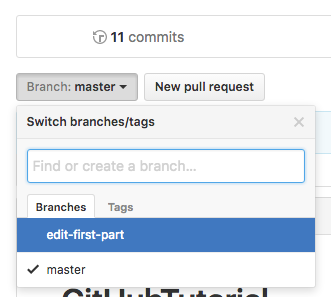 11 commits
Branch: master
New pull request
Switch branches/tags
Find or create a branch...
Branches
Tags
edit-first-part
master
GitHubTutorial